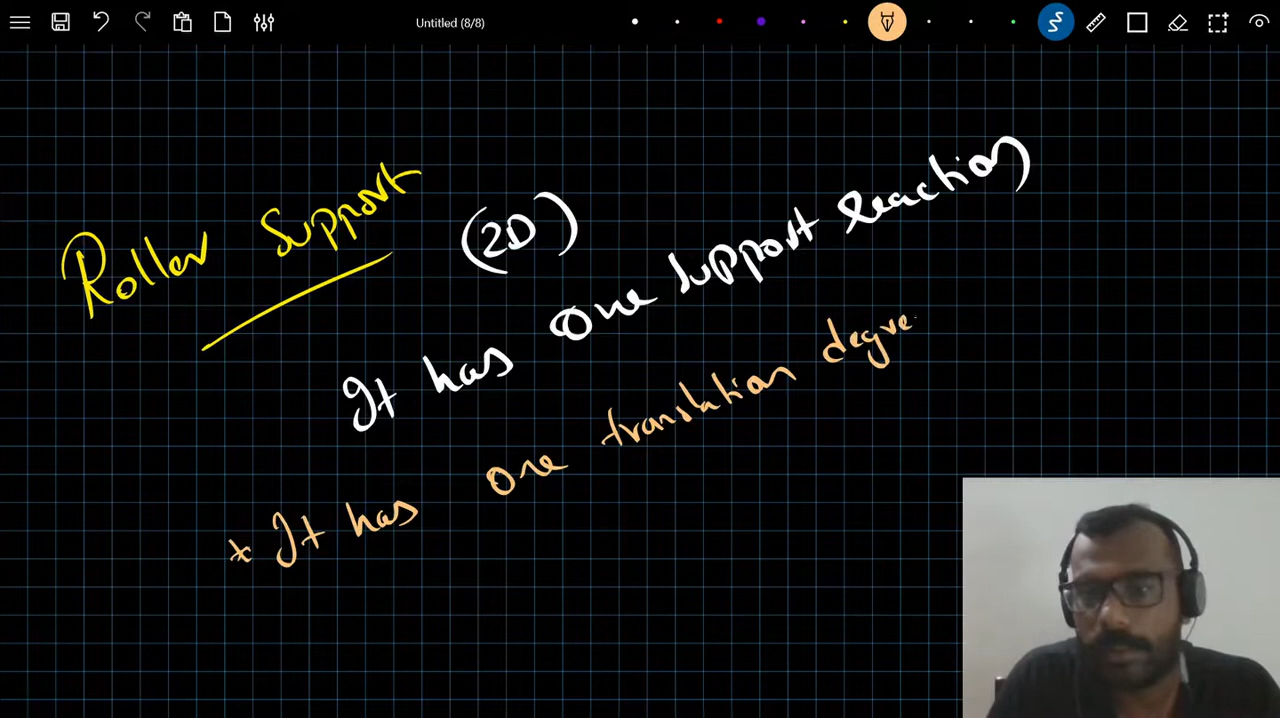 Untitled (8/8)
Roller Support (2D)
It has one support reaction
* It has one translation degre